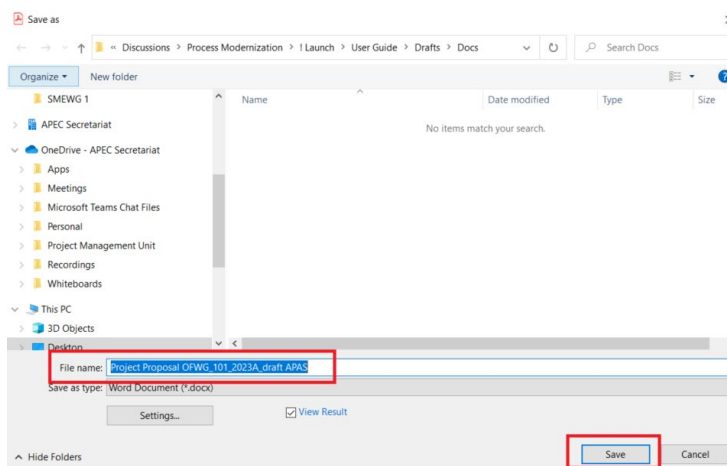 Save as
« Discussions > Process Modernization > ! Launch > User Guide > Drafts > Docs
Search Docs
Organize
New folder
Name
Date modified
Type
Size
No items match your search.
SMEWG 1
APEC Secretariat
OneDrive - APEC Secretariat
Apps
Meetings
Microsoft Teams Chat Files
Personal
Project Management Unit
Recordings
Whiteboards
This PC
3D Objects
Desktop
File name: Project Proposal OFWG_101_2023A_draft APAS
Save as type: Word Document (*.docx)
Settings...
View Result
Hide Folders
Save
Cancel